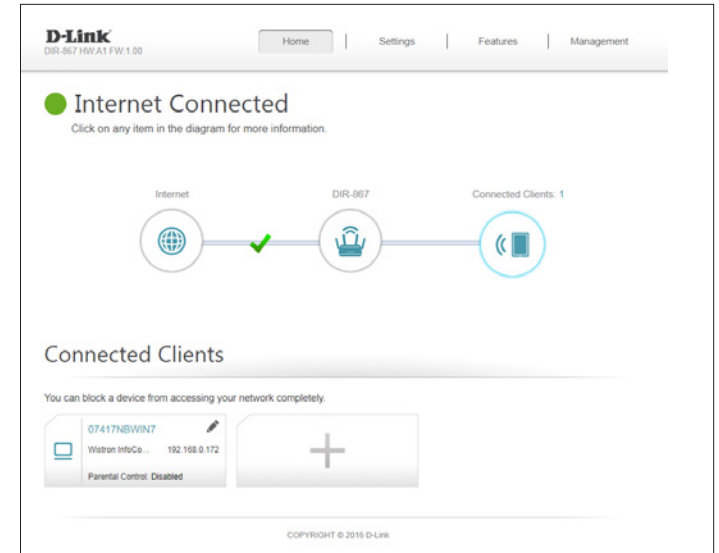 D-Link
DIR-867 HW:A1 FW:1.00
Home | Settings | Features | Management
Internet Connected
Click on any item in the diagram for more information.
Internet DIR-867 Connected Clients: 1
Connected Clients
You can block a device from accessing your network completely.
07417NBWIN7
Wistron InfoCo... 192.168.0.172
Parental Control: Disabled
COPYRIGHT © 2016 D-Link